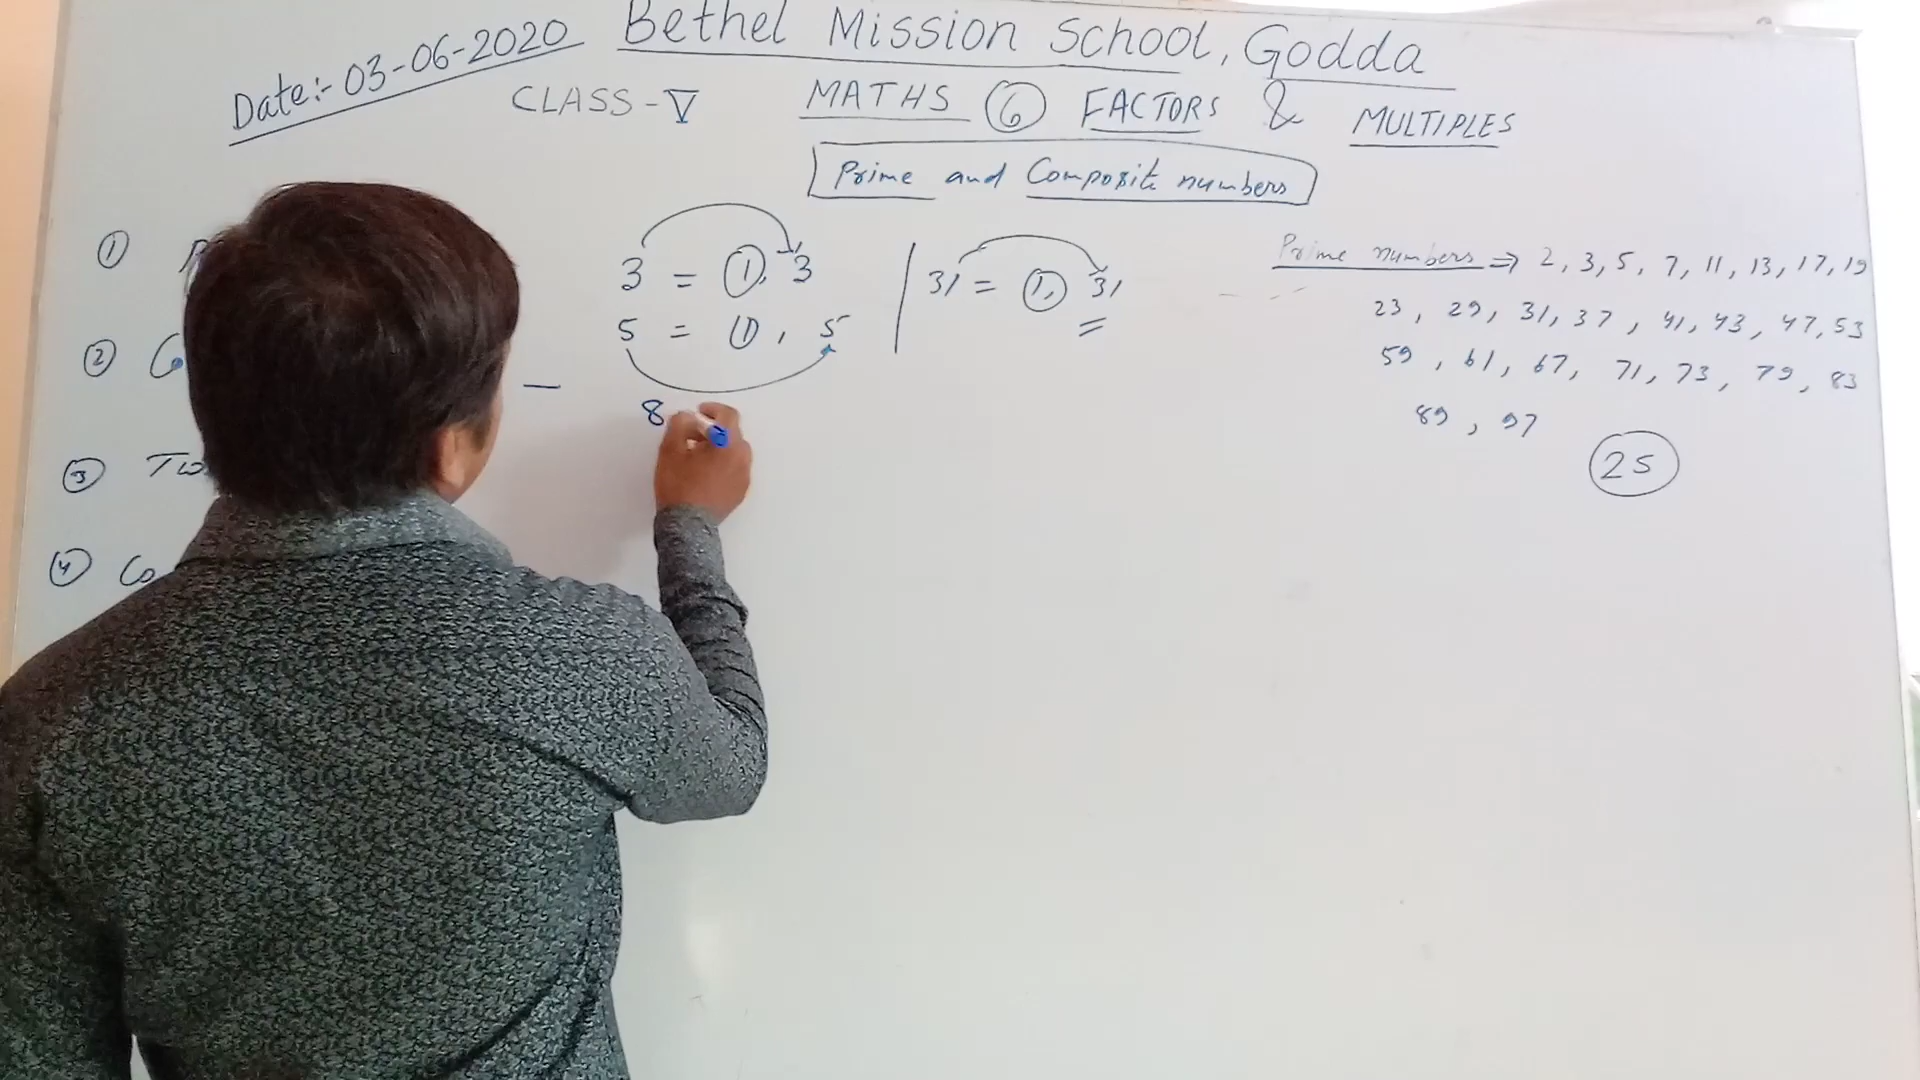 Date:- 03-06-2020
Bethel Mission School, Godda
CLASS - V MATHS 6 FACTORS & MULTIPLES
Prime and Composite numbers
1
2
3
4 Co
3 = 1, 3
5 = 1, 5
8
31 = 1, 31
Prime numbers ⇒ 2, 3, 5, 7, 11, 13, 17, 19
23, 29, 31, 37, 41, 43, 47, 53
59, 61, 67, 71, 73, 79, 83
89, 97
25